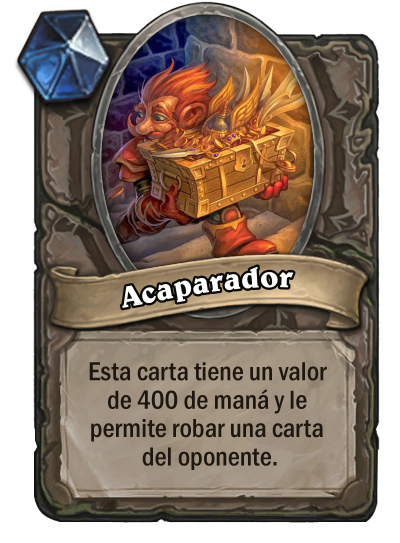 Acaparador
Esta carta tiene un valor
de 400 de maná y le
permite robar una carta
del oponente.